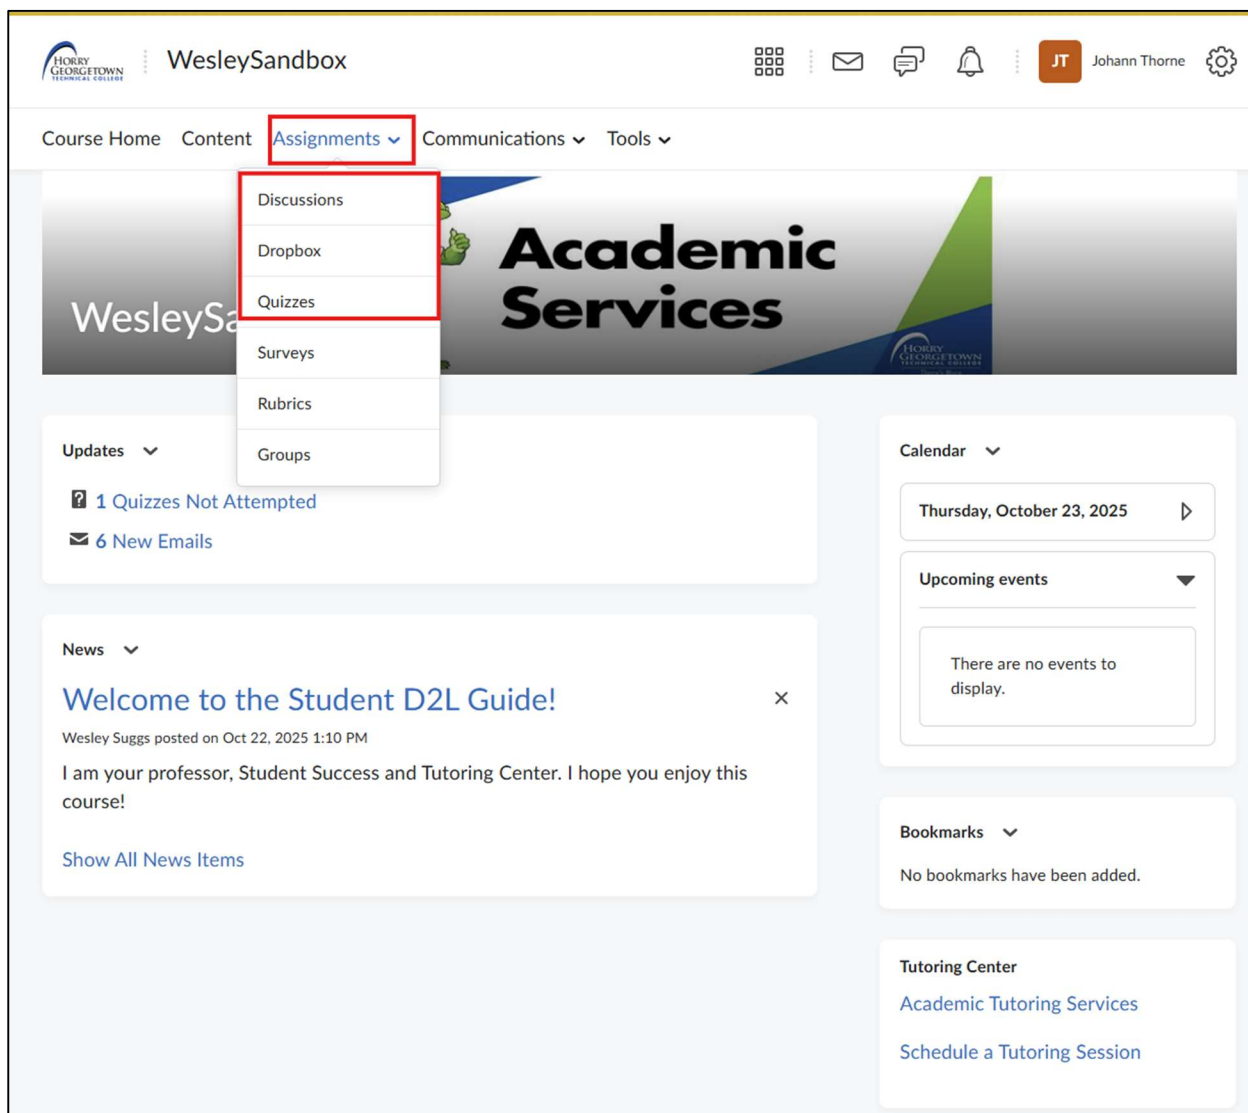 HORRY
GEORGETOWN
TECHNICAL COLLEGE
WesleySandbox
JT
Johann Thorne
Course Home
Content
Assignments
Communications
Tools
Discussions
Dropbox
Quizzes
Surveys
Rubrics
Groups
WesleySa
Academic
Services
HORRY
GEORGETOWN
TECHNICAL COLLEGE
Updates
1 Quizzes Not Attempted
6 New Emails
News
Welcome to the Student D2L Guide!
Wesley Suggs posted on Oct 22, 2025 1:10 PM
I am your professor, Student Success and Tutoring Center. I hope you enjoy this
course!
Show All News Items
Calendar
Thursday, October 23, 2025
Upcoming events
There are no events to
display.
Bookmarks
No bookmarks have been added.
Tutoring Center
Academic Tutoring Services
Schedule a Tutoring Session